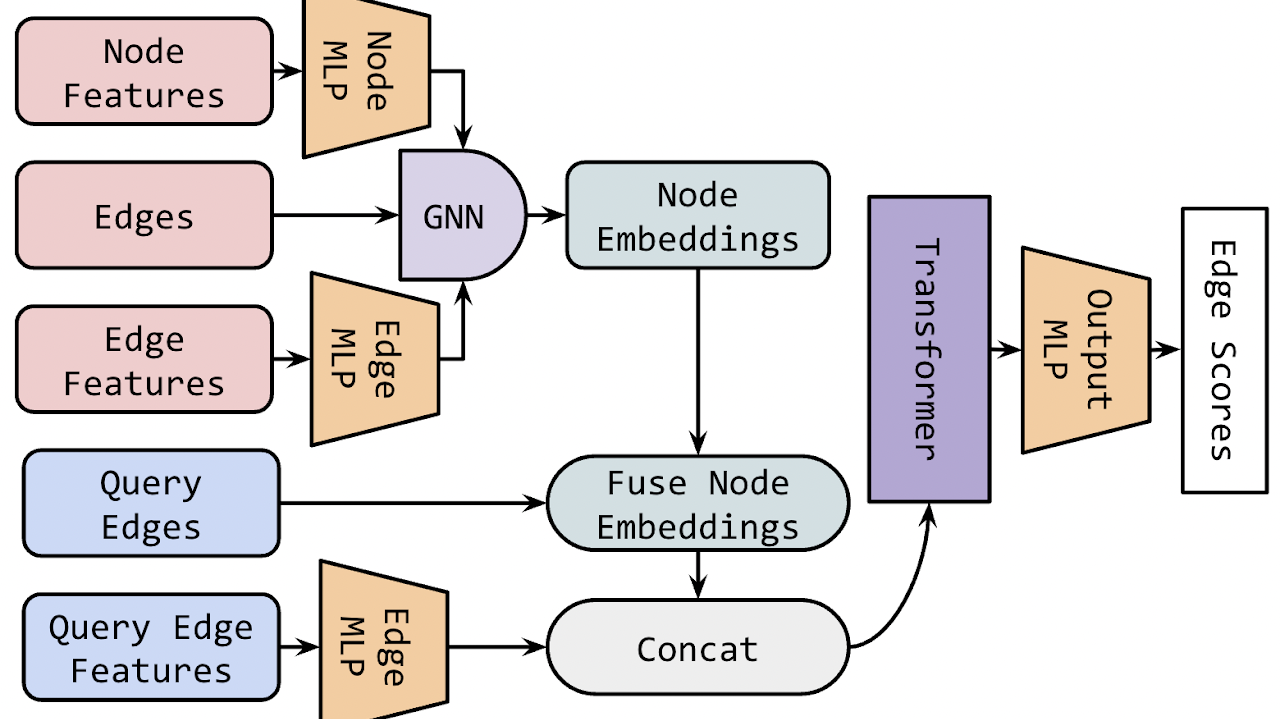 Node
Features
Node
MLP
Edges
GNN
Node
Embeddings
Edge
Features
Edge
MLP
Query
Edges
Fuse Node
Embeddings
Query Edge
Features
Edge
MLP
Concat
Transformer
Output
MLP
Edge Scores